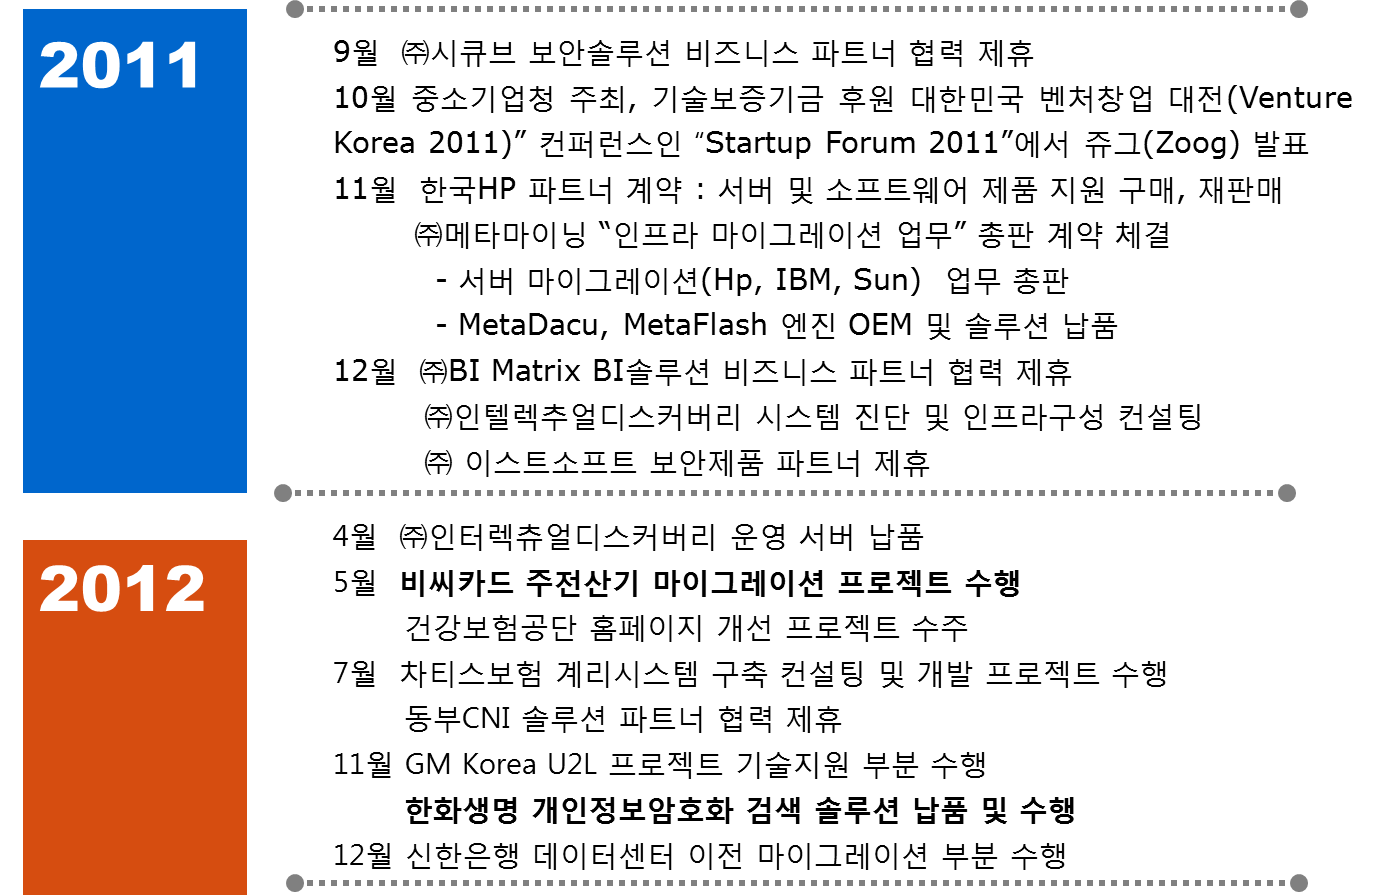 2011
9월 ㈜시큐브 보안솔루션 비즈니스 파트너 협력 제휴
10월 중소기업청 주최, 기술보증기금 후원 대한민국 벤처창업 대전(Venture
Korea 2011)” 컨퍼런스인 “Startup Forum 2011”에서 쥬그(Zoog) 발표
11월 한국HP 파트너 계약 : 서버 및 소프트웨어 제품 지원 구매, 재판매
㈜메타마이닝 “인프라 마이그레이션 업무” 총판 계약 체결
- 서버 마이그레이션(Hp, IBM, Sun) 업무 총판
- MetaDacu, MetaFlash 엔진 OEM 및 솔루션 납품
12월 ㈜BI Matrix BI솔루션 비즈니스 파트너 협력 제휴
㈜인텔렉추얼디스커버리 시스템 진단 및 인프라구성 컨설팅
㈜ 이스트소프트 보안제품 파트너 제휴
2012
4월 ㈜인터렉츄얼디스커버리 운영 서버 납품
5월 비씨카드 주전산기 마이그레이션 프로젝트 수행
건강보험공단 홈페이지 개선 프로젝트 수주
7월 차티스보험 계리시스템 구축 컨설팅 및 개발 프로젝트 수행
동부CNI 솔루션 파트너 협력 제휴
11월 GM Korea U2L 프로젝트 기술지원 부분 수행
한화생명 개인정보암호화 검색 솔루션 납품 및 수행
12월 신한은행 데이터센터 이전 마이그레이션 부분 수행